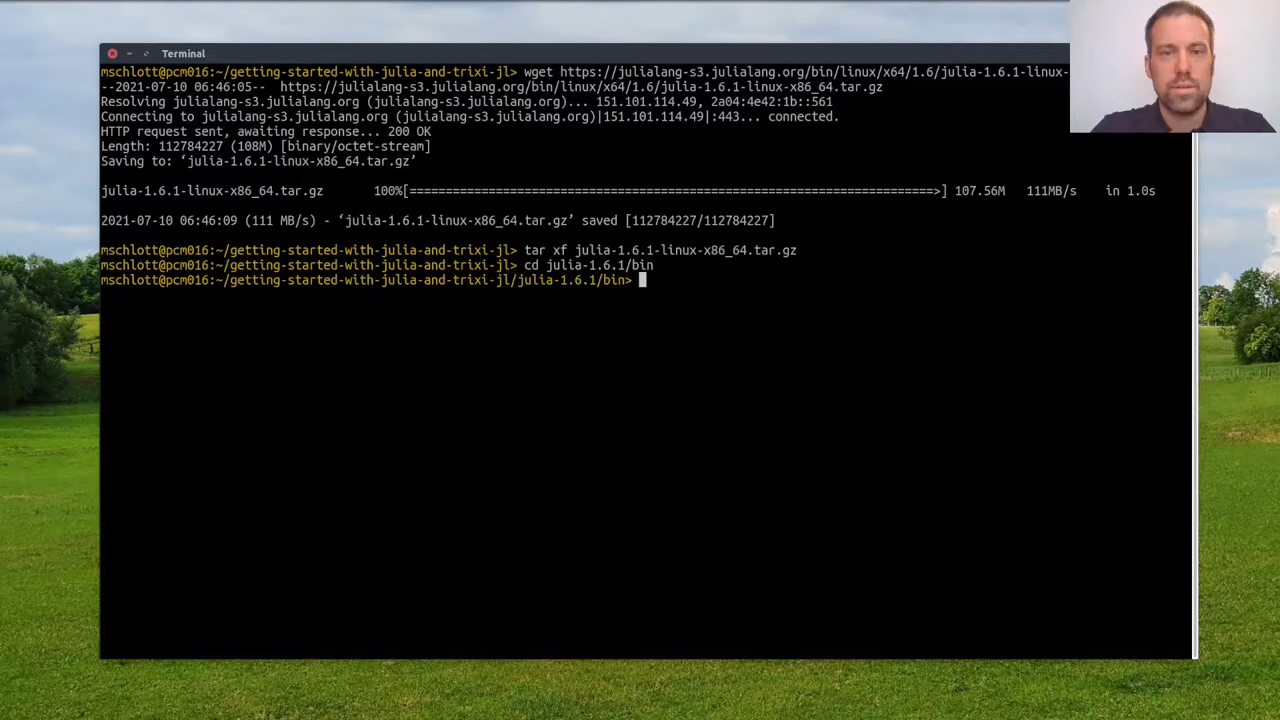 Terminal
mschlott@pcm016:~/getting-started-with-julia-and-trixi-jl> wget https://julialang-s3.julialang.org/bin/linux/x64/1.6/julia-1.6.1-linux-
--2021-07-10 06:46:05--  https://julialang-s3.julialang.org/bin/linux/x64/1.6/julia-1.6.1-linux-x86_64.tar.gz
Resolving julialang-s3.julialang.org (julialang-s3.julialang.org)... 151.101.114.49, 2a04:4e42:1b::561
Connecting to julialang-s3.julialang.org (julialang-s3.julialang.org)|151.101.114.49|:443... connected.
HTTP request sent, awaiting response... 200 OK
Length: 112784227 (108M) [binary/octet-stream]
Saving to: ‘julia-1.6.1-linux-x86_64.tar.gz’
julia-1.6.1-linux-x86_64.tar.gz       100%[=========================================================================>] 107.56M   111MB/s    in 1.0s
2021-07-10 06:46:09 (111 MB/s) - ‘julia-1.6.1-linux-x86_64.tar.gz’ saved [112784227/112784227]
mschlott@pcm016:~/getting-started-with-julia-and-trixi-jl> tar xf julia-1.6.1-linux-x86_64.tar.gz
mschlott@pcm016:~/getting-started-with-julia-and-trixi-jl> cd julia-1.6.1/bin
mschlott@pcm016:~/getting-started-with-julia-and-trixi-jl/julia-1.6.1/bin>